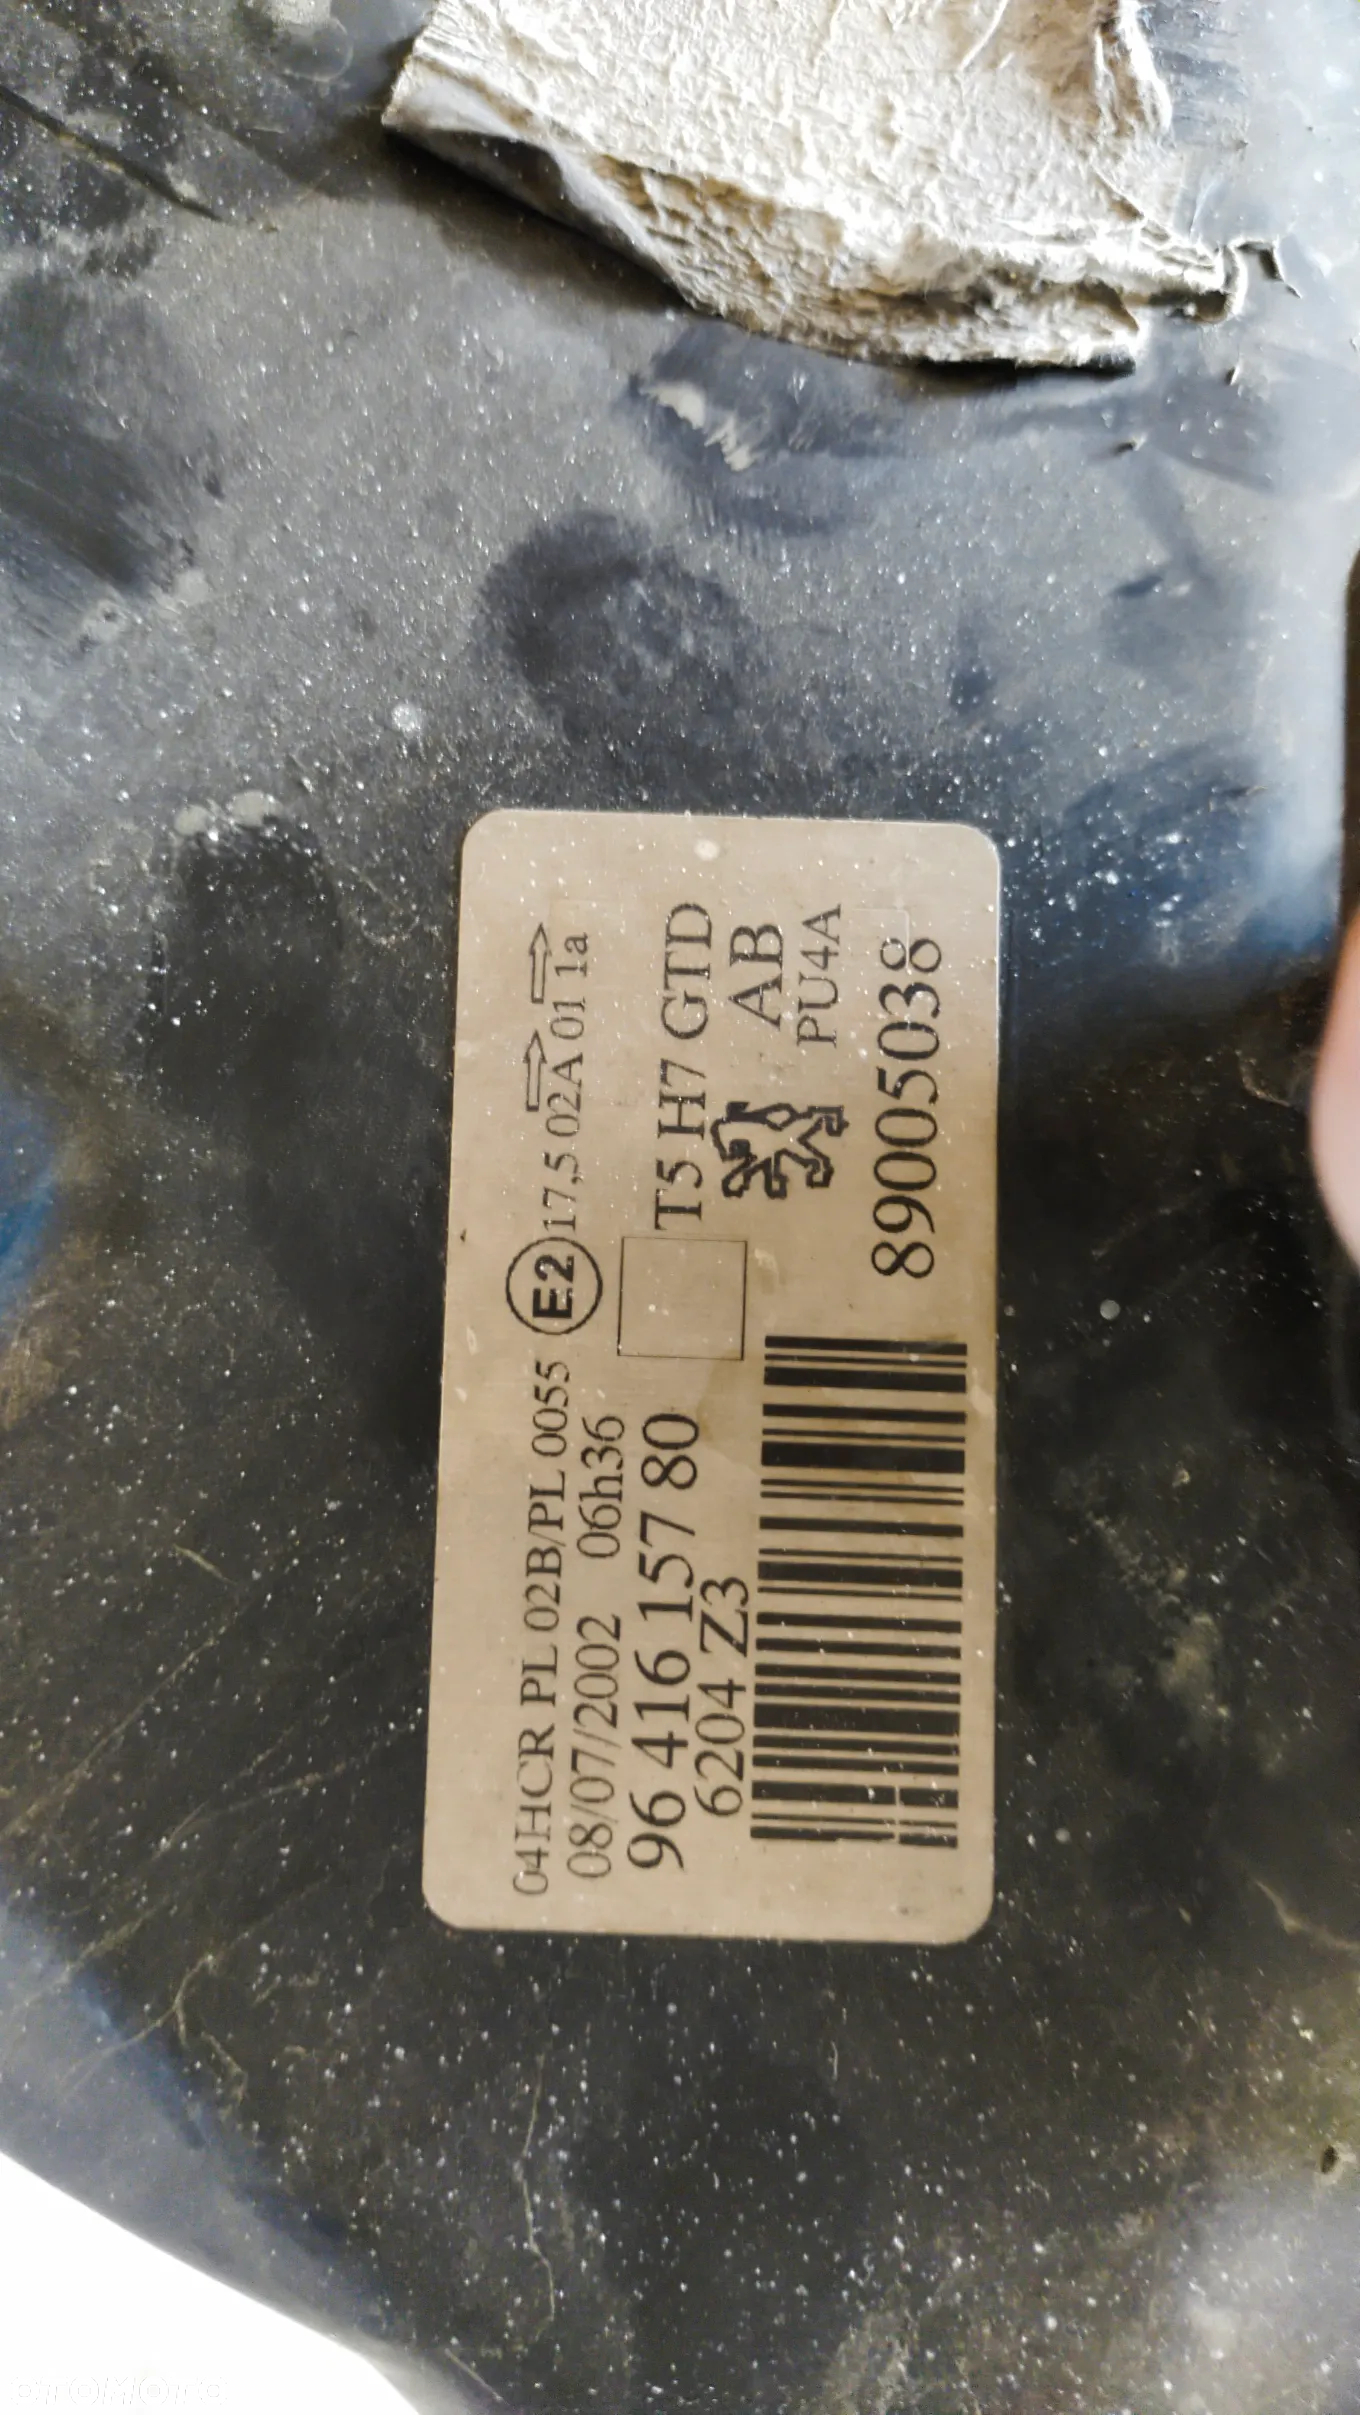 04HCR PL 02B/PL 0055 E2 17,5 02A 01 1a
08/07/2002 06h36
96 416 157 80 T5 H7 GTD
6204 Z3 AB
PU4A
89005038
OTOMOTO